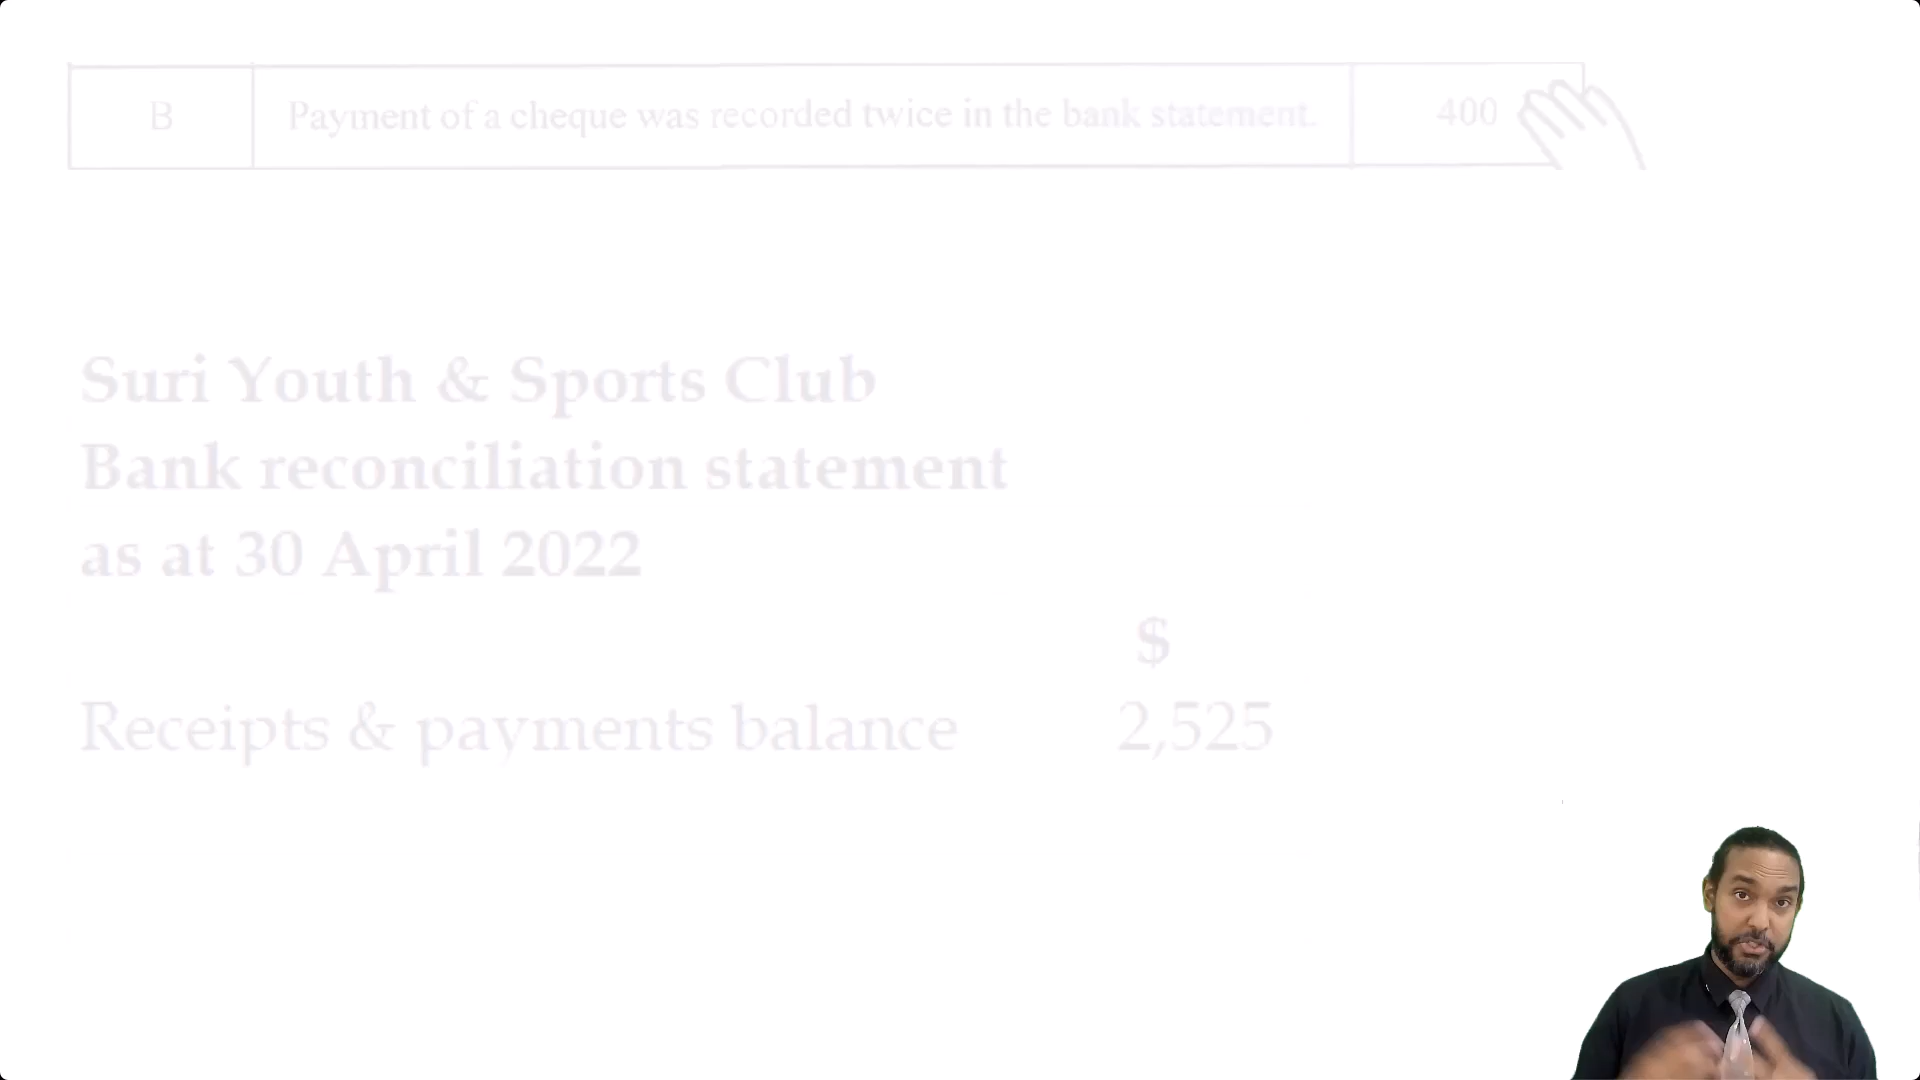 B Payment of a cheque was recorded twice in the bank statement. 400
Suri Youth & Sports Club
Bank reconciliation statement
as at 30 April 2022
$
Receipts & payments balance 2,525